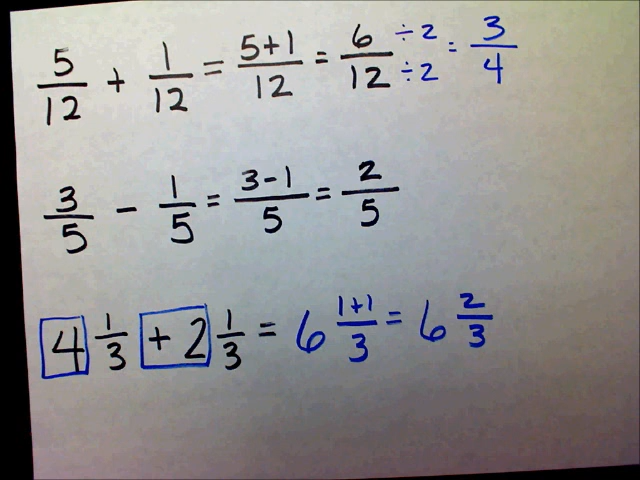 5/12 + 1/12 = 5+1/12 = 6/12 ÷2/÷2 = 3/4
3/5 - 1/5 = 3-1/5 = 2/5
4 1/3 + 2 1/3 = 6 1+1/3 = 6 2/3